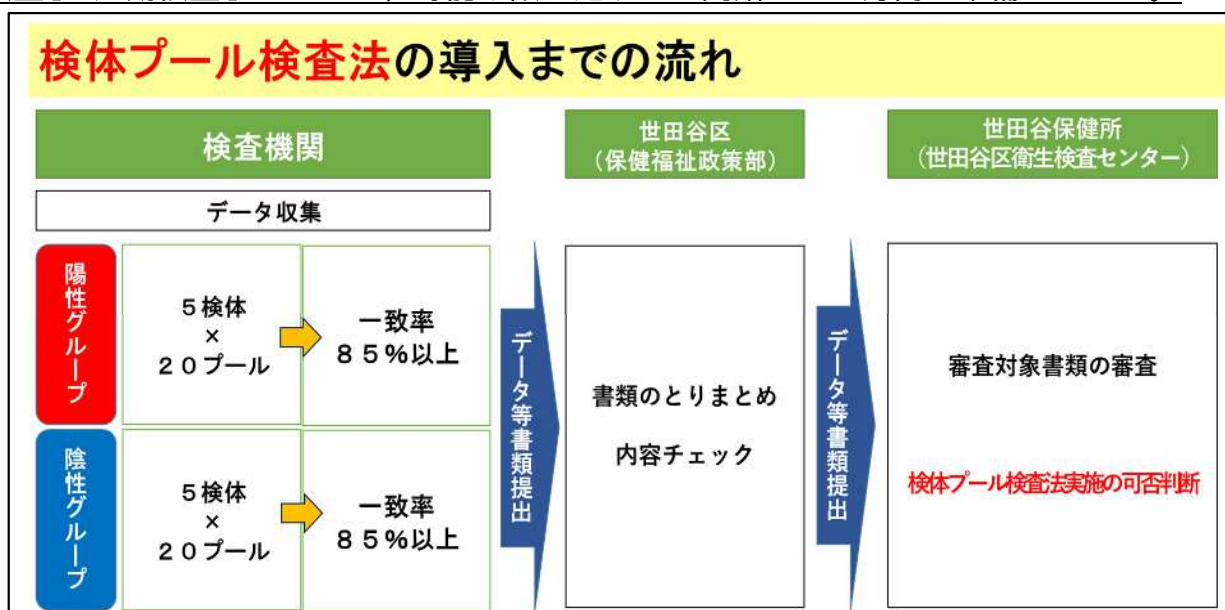 検体プール検査法の導入までの流れ
検査機関
世田谷区
（保健福祉政策部）
世田谷保健所
（世田谷区衛生検査センター）
データ収集
陽性グループ
５検体
×
２０プール
一致率
８５％以上
陰性グループ
５検体
×
２０プール
一致率
８５％以上
データ等書類提出
書類のとりまとめ
内容チェック
データ等書類提出
審査対象書類の審査
検体プール検査法実施の可否判断